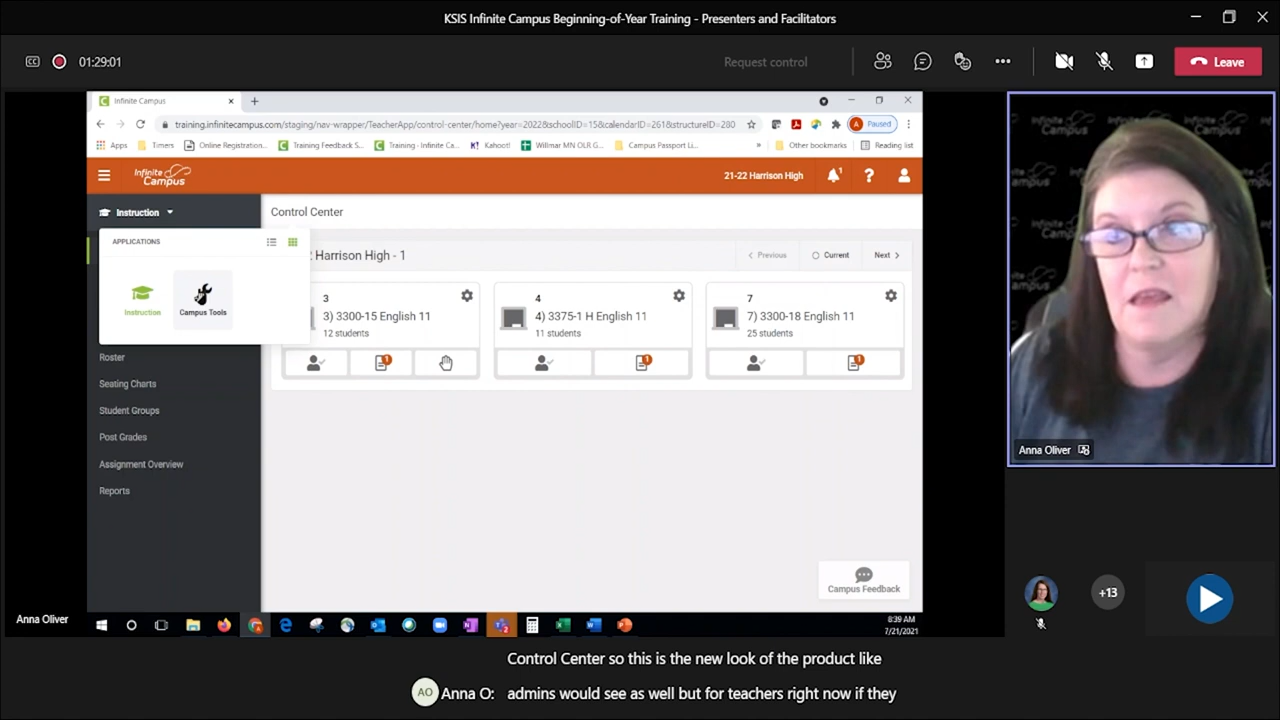 KSIS Infinite Campus Beginning-of-Year Training - Presenters and Facilitators
CC 01:29:01
Request control
Leave
Infinite Campus
training.infinitecampus.com/staging/nav-wrapper/TeacherApp/control-center/home?year=2022&schoolID=15&calendarID=261&structureID=280
A Paused
Apps Timers Online Registration... Training Feedback S... Training - Infinite Ca... Kahoot! Willmar MN OLR G... Campus Passport Li... » Other bookmarks Reading list
Infinite Campus
21-22 Harrison High
1
Instruction
Control Center
APPLICATIONS
Instruction
Campus Tools
Harrison High - 1
Previous
Current
Next
3
3) 3300-15 English 11
12 students
1
4
4) 3375-1 H English 11
11 students
1
7
7) 3300-18 English 11
25 students
1
Roster
Seating Charts
Student Groups
Post Grades
Assignment Overview
Reports
Campus Feedback
8:39 AM
7/21/2021
Anna Oliver
Infinite Campus
Anna Oliver
+13
Control Center so this is the new look of the product like
AO Anna O: admins would see as well but for teachers right now if they